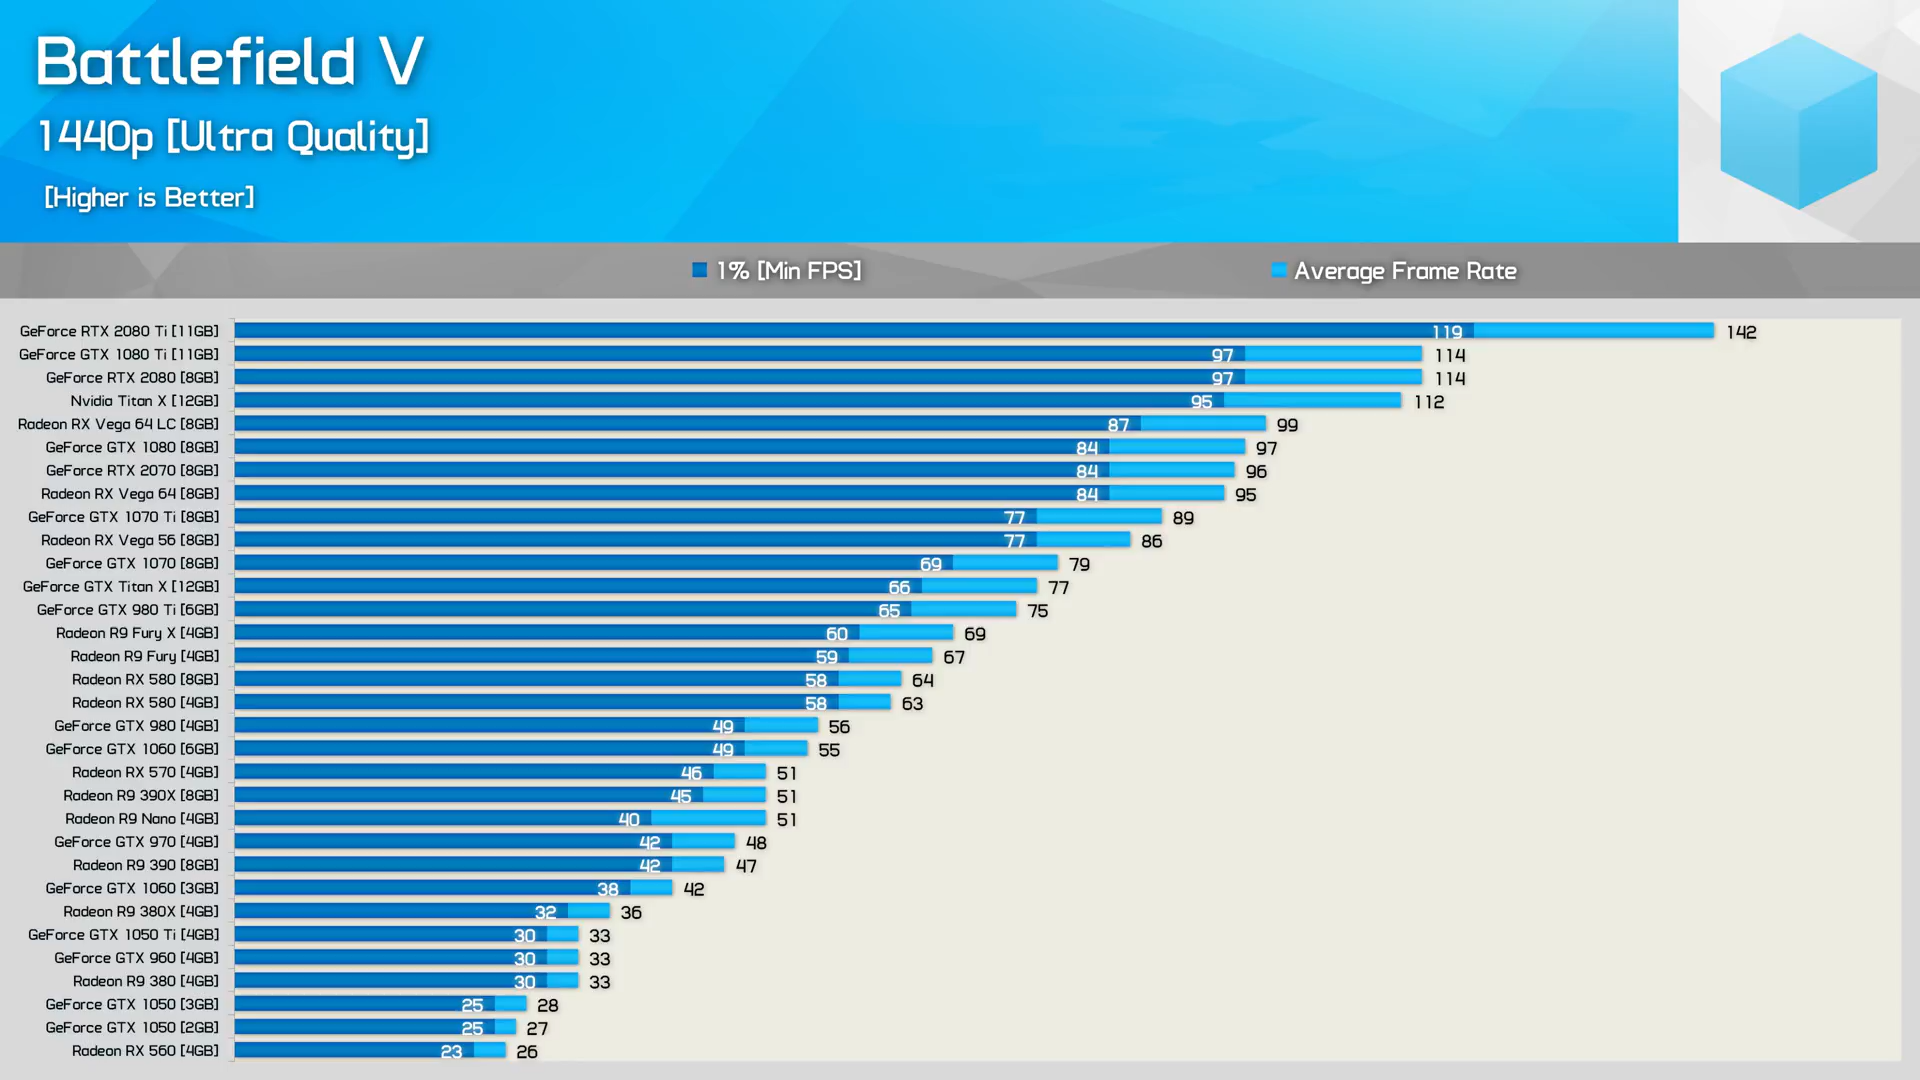 Battlefield V
1440p [Ultra Quality]
[Higher is Better]
1% [Min FPS] Average Frame Rate
GeForce RTX 2080 Ti [11GB] 119 142
GeForce GTX 1080 Ti [11GB] 97 114
GeForce RTX 2080 [8GB] 97 114
Nvidia Titan X [12GB] 95 112
Radeon RX Vega 64 LC [8GB] 87 99
GeForce GTX 1080 [8GB] 84 97
GeForce RTX 2070 [8GB] 84 96
Radeon RX Vega 64 [8GB] 84 95
GeForce GTX 1070 Ti [8GB] 77 89
Radeon RX Vega 56 [8GB] 77 86
GeForce GTX 1070 [8GB] 69 79
GeForce GTX Titan X [12GB] 66 77
GeForce GTX 980 Ti [6GB] 65 75
Radeon R9 Fury X [4GB] 60 69
Radeon R9 Fury [4GB] 59 67
Radeon RX 580 [8GB] 58 64
Radeon RX 580 [4GB] 58 63
GeForce GTX 980 [4GB] 49 56
GeForce GTX 1060 [6GB] 49 55
Radeon RX 570 [4GB] 46 51
Radeon R9 390X [8GB] 45 51
Radeon R9 Nano [4GB] 40 51
GeForce GTX 970 [4GB] 42 48
Radeon R9 390 [8GB] 42 47
GeForce GTX 1060 [3GB] 38 42
Radeon R9 380X [4GB] 32 36
GeForce GTX 1050 Ti [4GB] 30 33
GeForce GTX 960 [4GB] 30 33
Radeon R9 380 [4GB] 30 33
GeForce GTX 1050 [3GB] 25 28
GeForce GTX 1050 [2GB] 25 27
Radeon RX 560 [4GB] 23 26